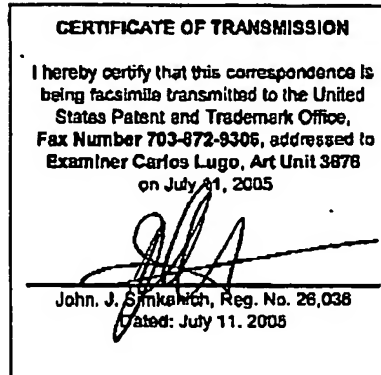 CERTIFICATE OF TRANSMISSION
I hereby certify that this correspondence is
being facsimile transmitted to the United
States Patent and Trademark Office,
Fax Number 703-872-9306, addressed to
Examiner Carlos Lugo, Art Unit 3676
on July 11, 2005
John. J. Simkanich, Reg. No. 26,036
Dated: July 11. 2005